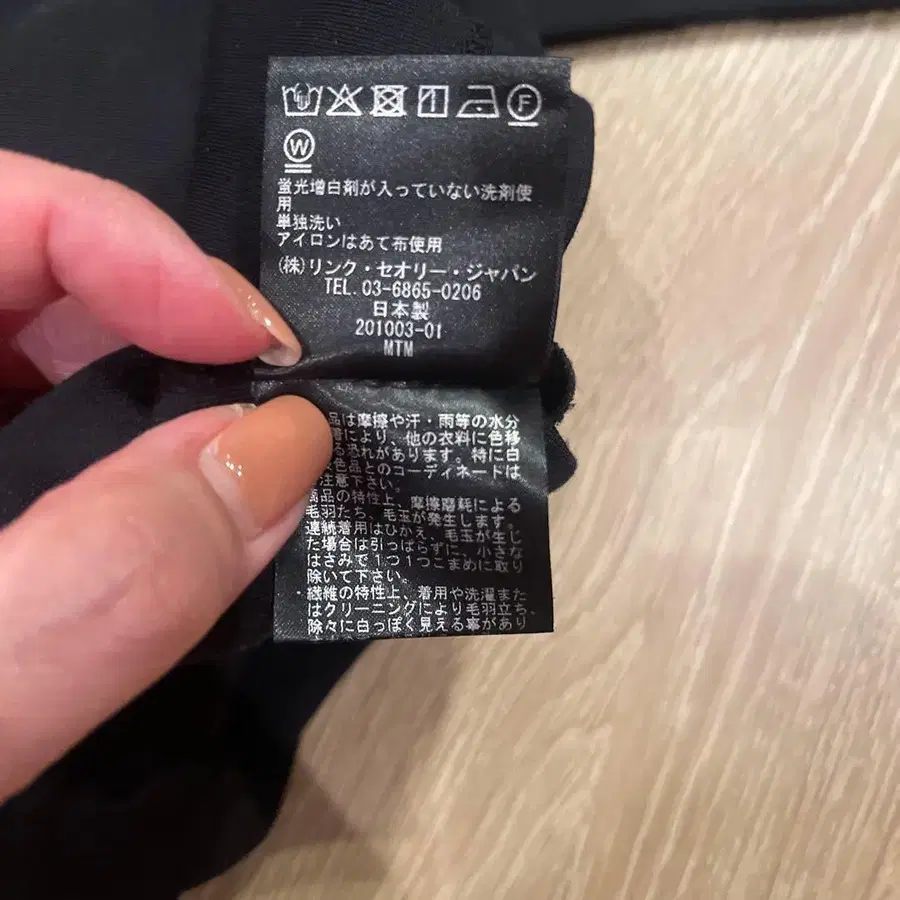 F
W
蛍光増白剤が入っていない洗剤使
用
単独洗い
アイロンはあて布使用
(株)リンク・セオリー・ジャパン
TEL.03-6865-0206
日本製
201003-01
MTM
品は摩擦や汗・雨等の水分
により、他の衣料に色移
る恐れがあります。特に白
色品とのコーディネードは
注意下さい。
商品の特性上、摩擦磨耗による
毛羽たち、毛玉が発生します。
連続着用はひかえ、毛玉が生じ
た場合は引っぱらずに、小さな
はさみで1つ1つこまめに取り
除いて下さい。
・繊維の特性上、着用や洗濯また
はクリーニングにより毛羽立ち、
除々に白っぽく見える事があり